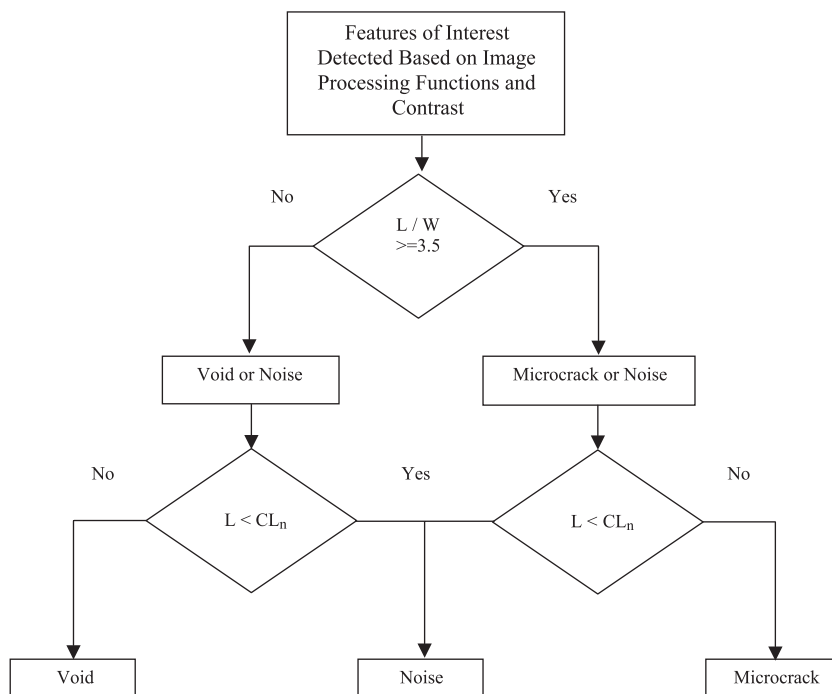 Features of Interest
Detected Based on Image
Processing Functions and
Contrast
No
Yes
L / W
>=3.5
Void or Noise
Microcrack or Noise
No
Yes
No
L < CLn
L < CLn
Void
Noise
Microcrack